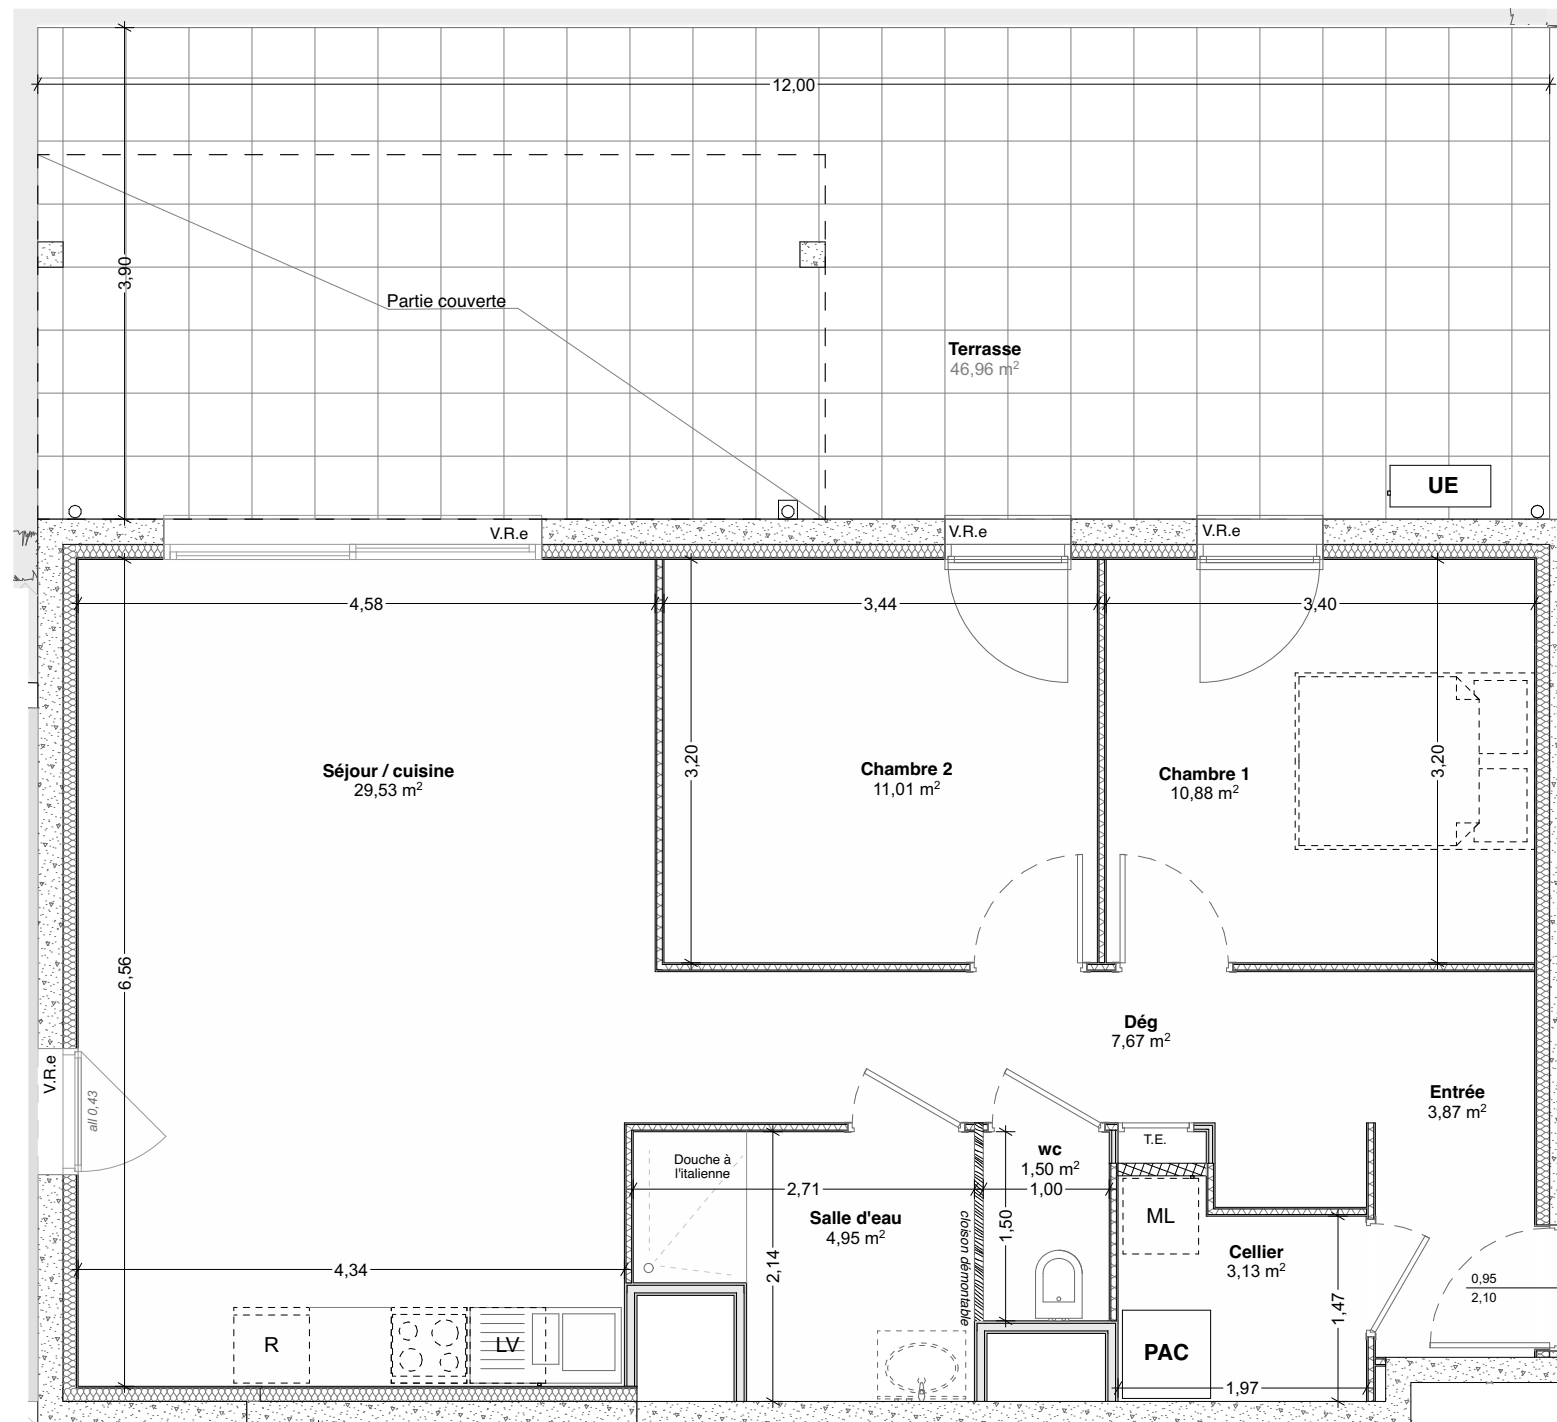 12,00
3,90
Partie couverte
Terrasse
46,96 m²
UE
V.R.e
V.R.e
V.R.e
4,58
3,44
3,40
3,20
3,20
Séjour / cuisine
29,53 m²
Chambre 2
11,01 m²
Chambre 1
10,88 m²
6,56
Dég
7,67 m²
V.R.e
all 0,43
Entrée
3,87 m²
Douche à
l'italienne
wc
1,50 m²
1,00
T.E.
2,71
Salle d'eau
4,95 m²
cloison démontable
1,50
2,14
ML
Cellier
3,13 m²
4,34
0,95
2,10
1,47
R
LV
PAC
1,97